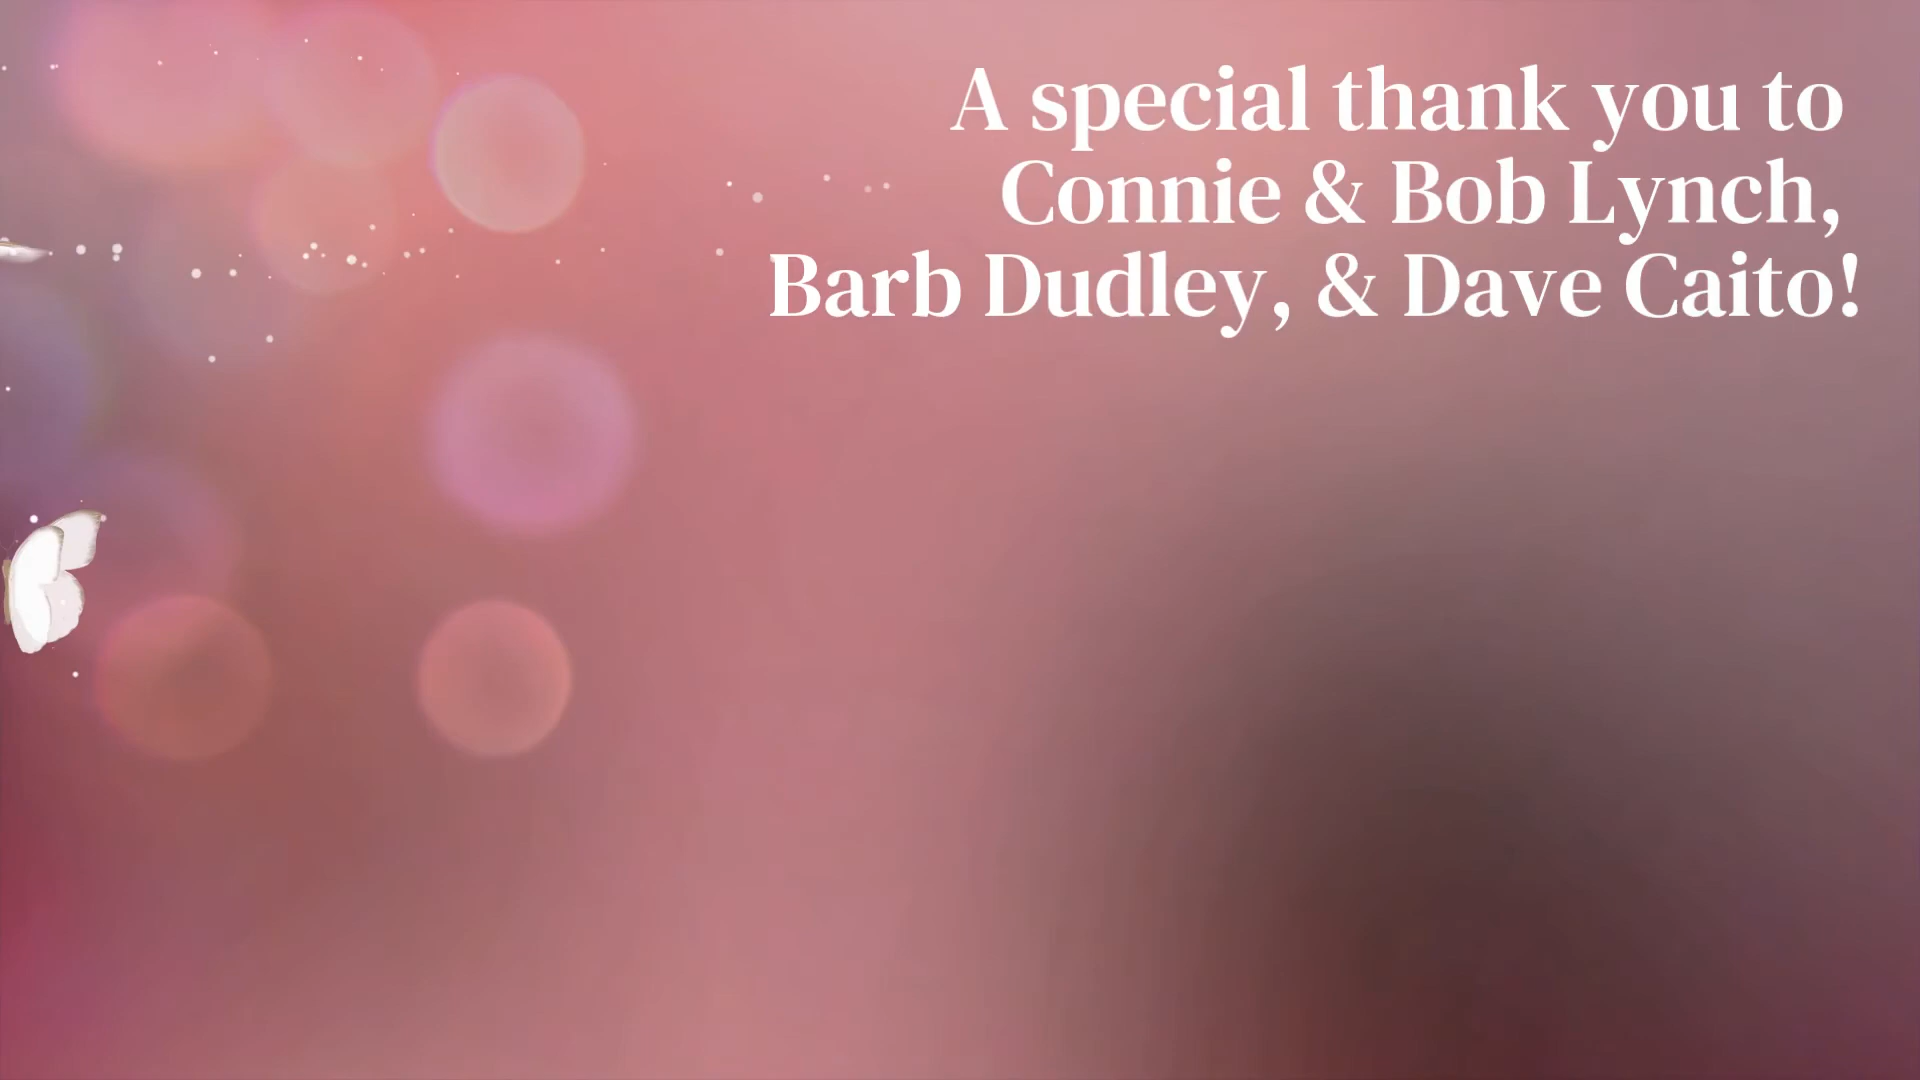 A special thank you to
Connie & Bob Lynch,
Barb Dudley, & Dave Caito!